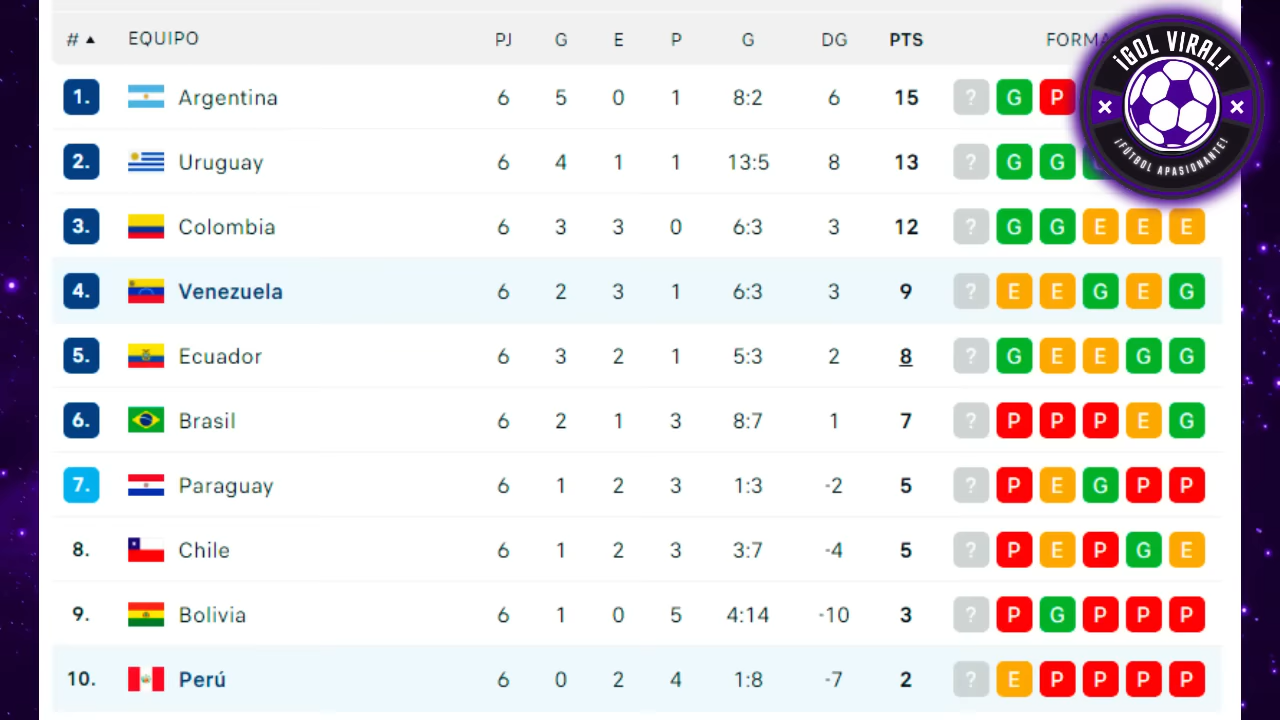 # ▲ EQUIPO PJ G E P G DG PTS FORMA
1. Argentina 6 5 0 1 8:2 6 15 ? G P
2. Uruguay 6 4 1 1 13:5 8 13 ? G G
3. Colombia 6 3 3 0 6:3 3 12 ? G G E E E
4. Venezuela 6 2 3 1 6:3 3 9 ? E E G E G
5. Ecuador 6 3 2 1 5:3 2 8 ? G E E G G
6. Brasil 6 2 1 3 8:7 1 7 ? P P P E G
7. Paraguay 6 1 2 3 1:3 -2 5 ? P E G P P
8. Chile 6 1 2 3 3:7 -4 5 ? P E P G E
9. Bolivia 6 1 0 5 4:14 -10 3 ? P G P P P
10. Perú 6 0 2 4 1:8 -7 2 ? E P P P P
¡GOL VIRAL!
¡FÚTBOL APASIONANTE!